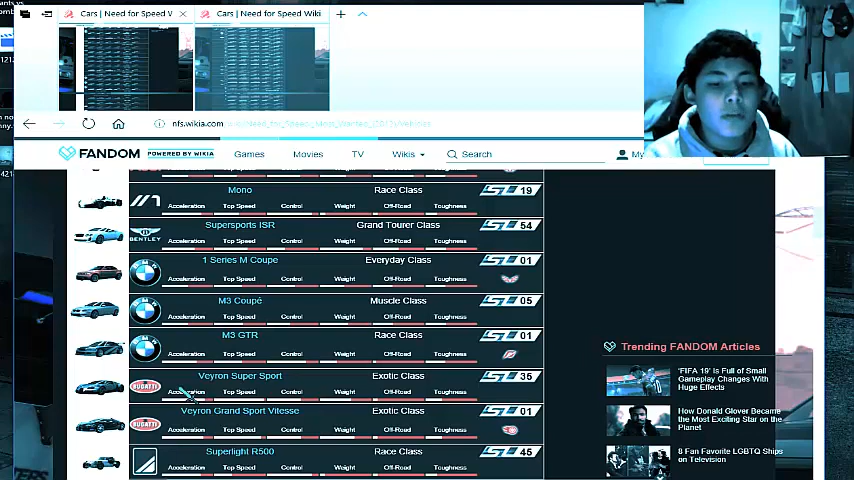 Cars | Need for Speed W
Cars | Need for Speed Wiki
nfs.wikia.com
FANDOM
POWERED BY WIKIA
Games
Movies
TV
Wikis
Search
My
Mono
Race Class
19
Acceleration Top Speed Control Weight Off-Road Toughness
BENTLEY
Supersports ISR
Grand Tourer Class
54
Acceleration Top Speed Control Weight Off-Road Toughness
1 Series M Coupe
Everyday Class
01
Acceleration Top Speed Control Weight Off-Road Toughness
M3 Coupé
Muscle Class
05
Acceleration Top Speed Control Weight Off-Road Toughness
M3 GTR
Race Class
01
Acceleration Top Speed Control Weight Off-Road Toughness
BUGATTI
Veyron Super Sport
Exotic Class
35
Acceleration Top Speed Control Weight Off-Road Toughness
BUGATTI
Veyron Grand Sport Vitesse
Exotic Class
01
Acceleration Top Speed Control Weight Off-Road Toughness
Superlight R500
Race Class
45
Acceleration Top Speed Control Weight Off-Road Toughness
Trending FANDOM Articles
'FIFA 19' Is Full of Small
Gameplay Changes With
Huge Effects
How Donald Glover Became
the Most Exciting Star on the
Planet
8 Fan Favorite LGBTQ Ships
on Television